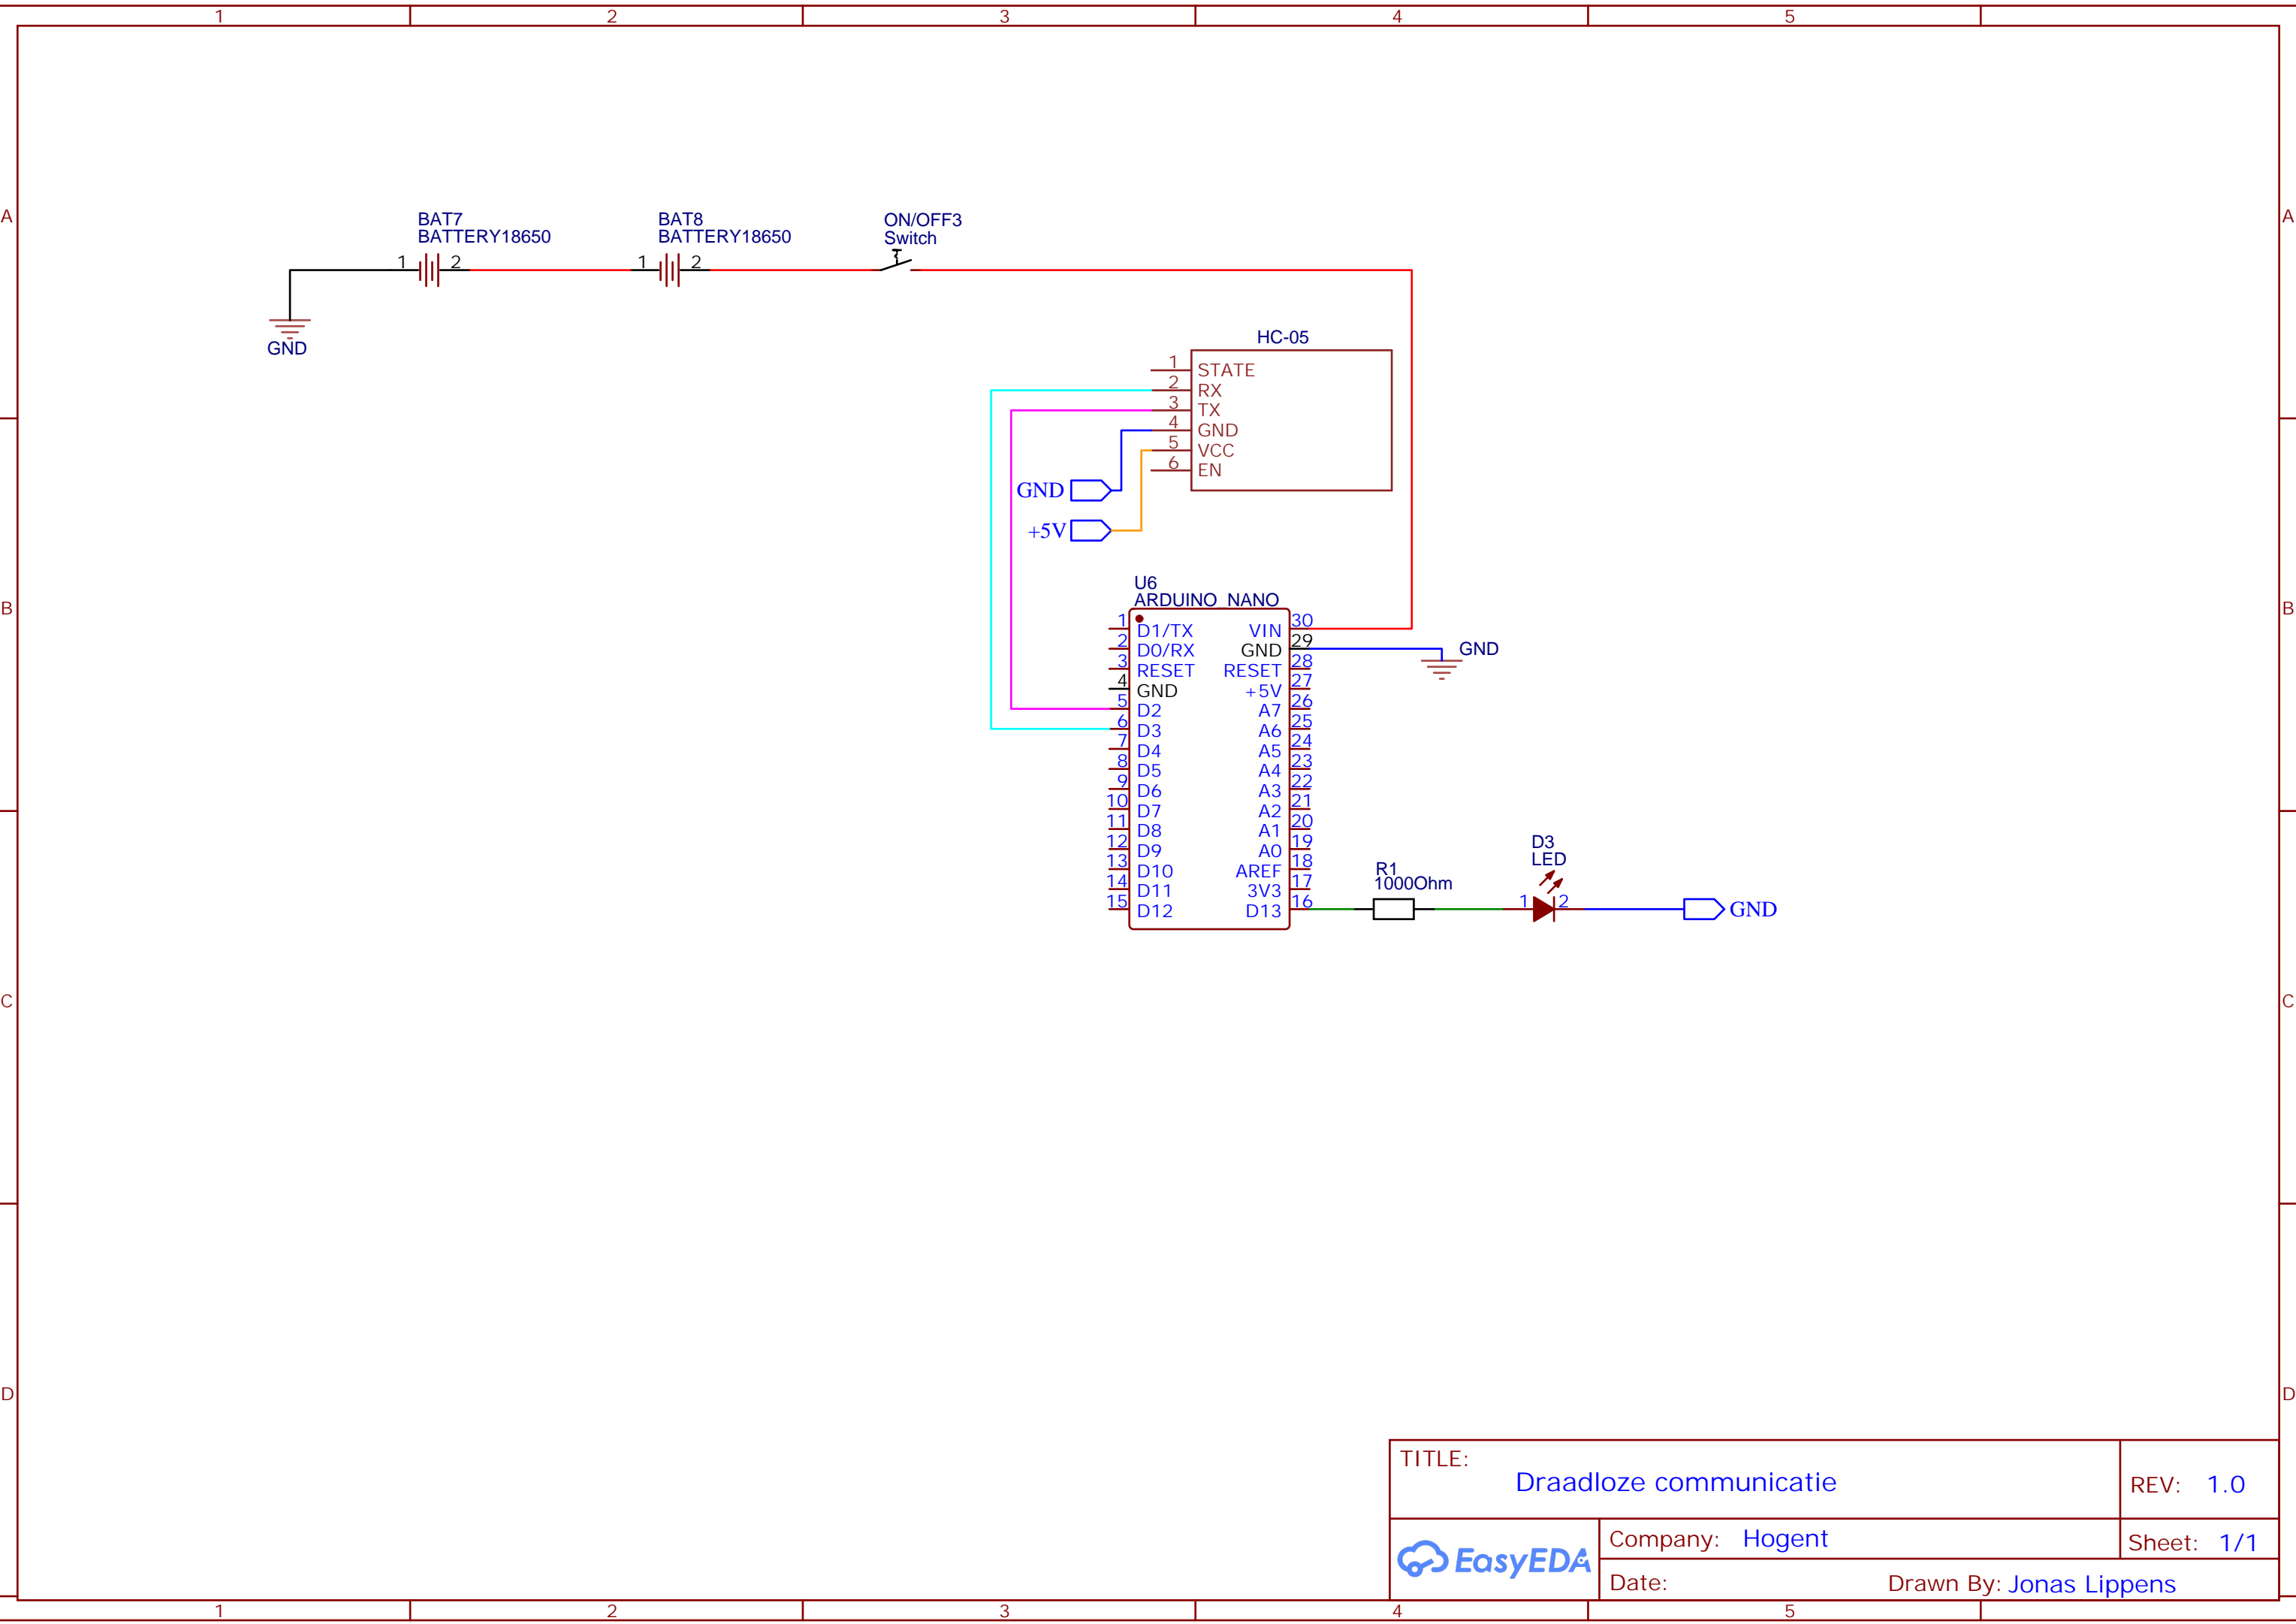 1 2 3 4 5
A A
BAT7
BATTERY18650
1 2
BAT8
BATTERY18650
1 2
ON/OFF3
Switch
GND
HC-05
1 STATE
2 RX
3 TX
4 GND
5 VCC
6 EN
GND
+5V
B B
U6
ARDUINO_NANO
1 D1/TX VIN 30
2 D0/RX GND 29
3 RESET RESET 28
4 GND +5V 27
5 D2 A7 26
6 D3 A6 25
7 D4 A5 24
8 D5 A4 23
9 D6 A3 22
10 D7 A2 21
11 D8 A1 20
12 D9 A0 19
13 D10 AREF 18
14 D11 3V3 17
15 D12 D13 16
GND
R1
1000Ohm
D3
LED
1 2
GND
C C
D D
TITLE:
Draadloze communicatie
REV: 1.0
EasyEDA
Company: Hogent
Sheet: 1/1
Date:
Drawn By: Jonas Lippens
1 2 3 4 5